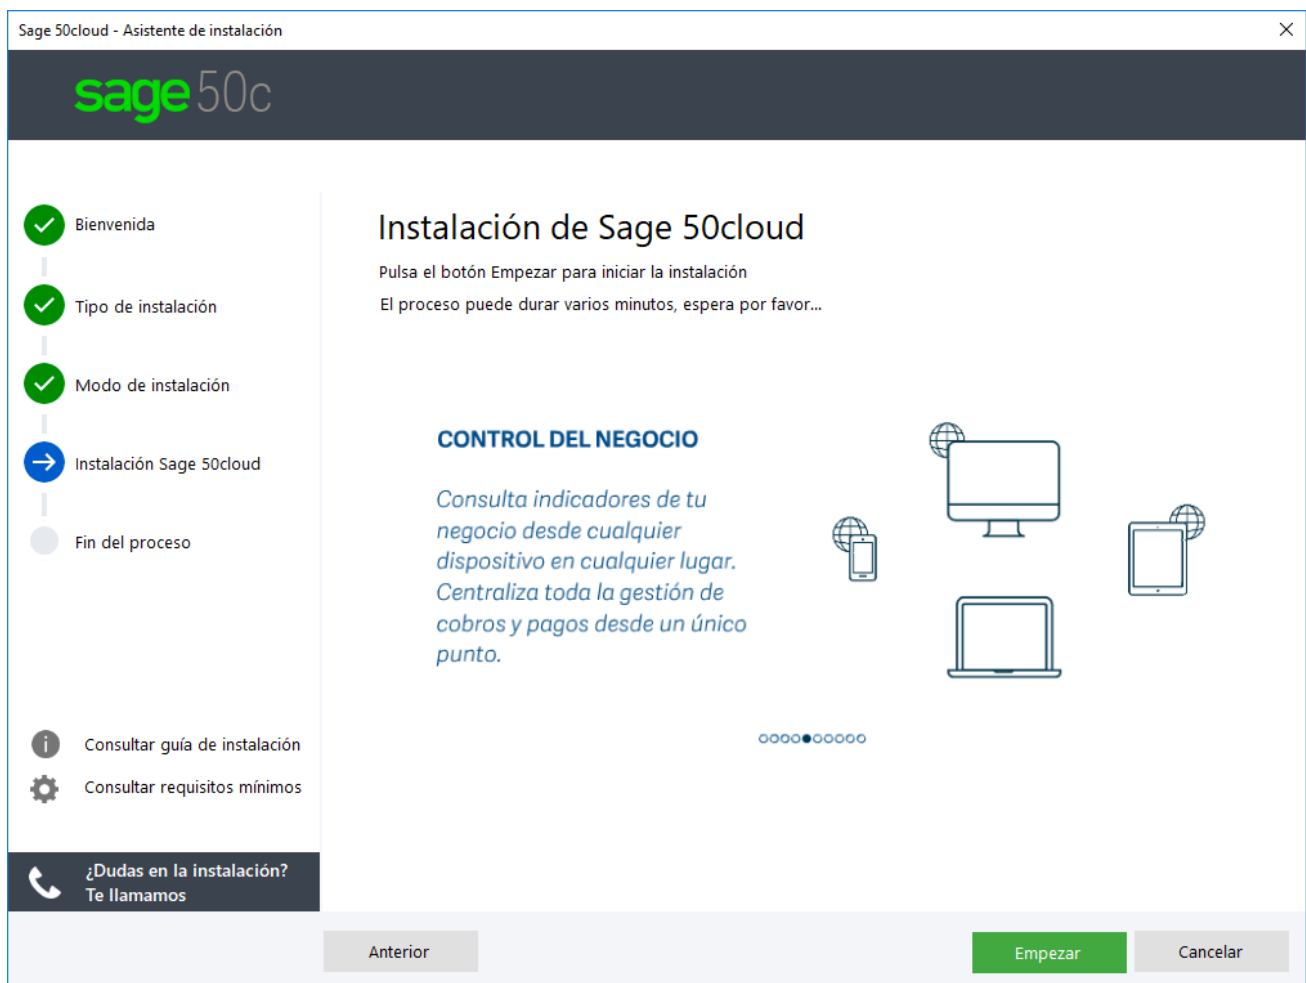 Sage 50cloud - Asistente de instalación
sage 50c
Bienvenida
Tipo de instalación
Modo de instalación
Instalación Sage 50cloud
Fin del proceso
Consultar guía de instalación
Consultar requisitos mínimos
¿Dudas en la instalación?
Te llamamos
Instalación de Sage 50cloud
Pulsa el botón Empezar para iniciar la instalación
El proceso puede durar varios minutos, espera por favor...
CONTROL DEL NEGOCIO
Consulta indicadores de tu
negocio desde cualquier
dispositivo en cualquier lugar.
Centraliza toda la gestión de
cobros y pagos desde un único
punto.
Anterior
Empezar
Cancelar